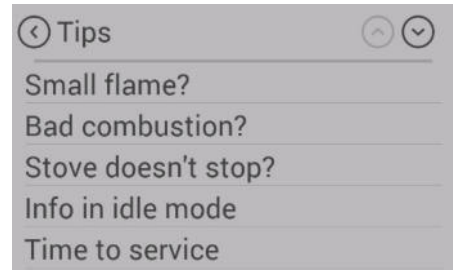 Tips
Small flame?
Bad combustion?
Stove doesn't stop?
Info in idle mode
Time to service